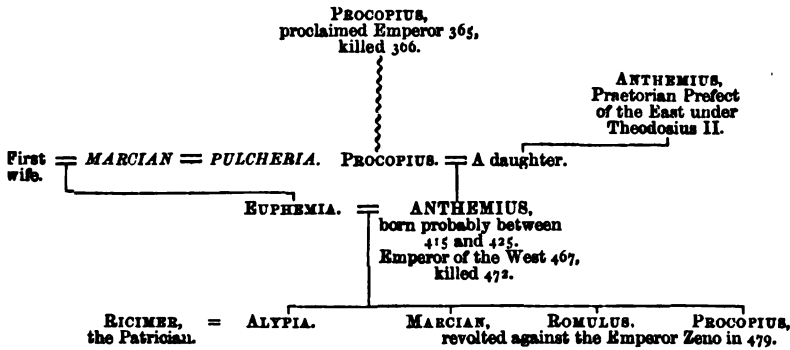 PROCOPIUS,
proclaimed Emperor 365,
killed 366.
ANTHEMIUS,
Praetorian Prefect
of the East under
Theodosius II.
First wife. = MARCIAN = PULCHERIA. PROCOPIUS. = A daughter.
EUPHEMIA. = ANTHEMIUS,
born probably between
415 and 425.
Emperor of the West 467,
killed 472.
RICIMER, = ALYPIA. MARCIAN, ROMULUS. PROCOPIUS,
the Patrician. revolted against the Emperor Zeno in 479.